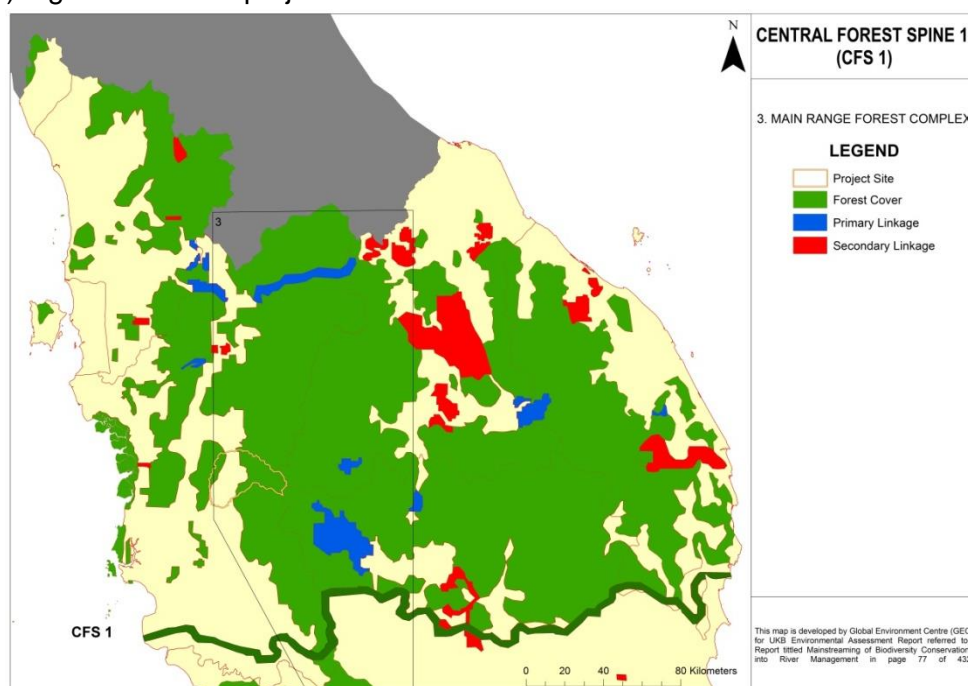 N
CENTRAL FOREST SPINE 1
(CFS 1)
3. MAIN RANGE FOREST COMPLEX
LEGEND
Project Site
Forest Cover
Primary Linkage
Secondary Linkage
3
CFS 1
0 20 40 80 Kilometers
This map is developed by Global Environment Centre (GEC
for UKB Environmental Assessment Report referred to
Report tittled Mainstreaming of Biodiversity Conservation
into River Management in page 77 of 432